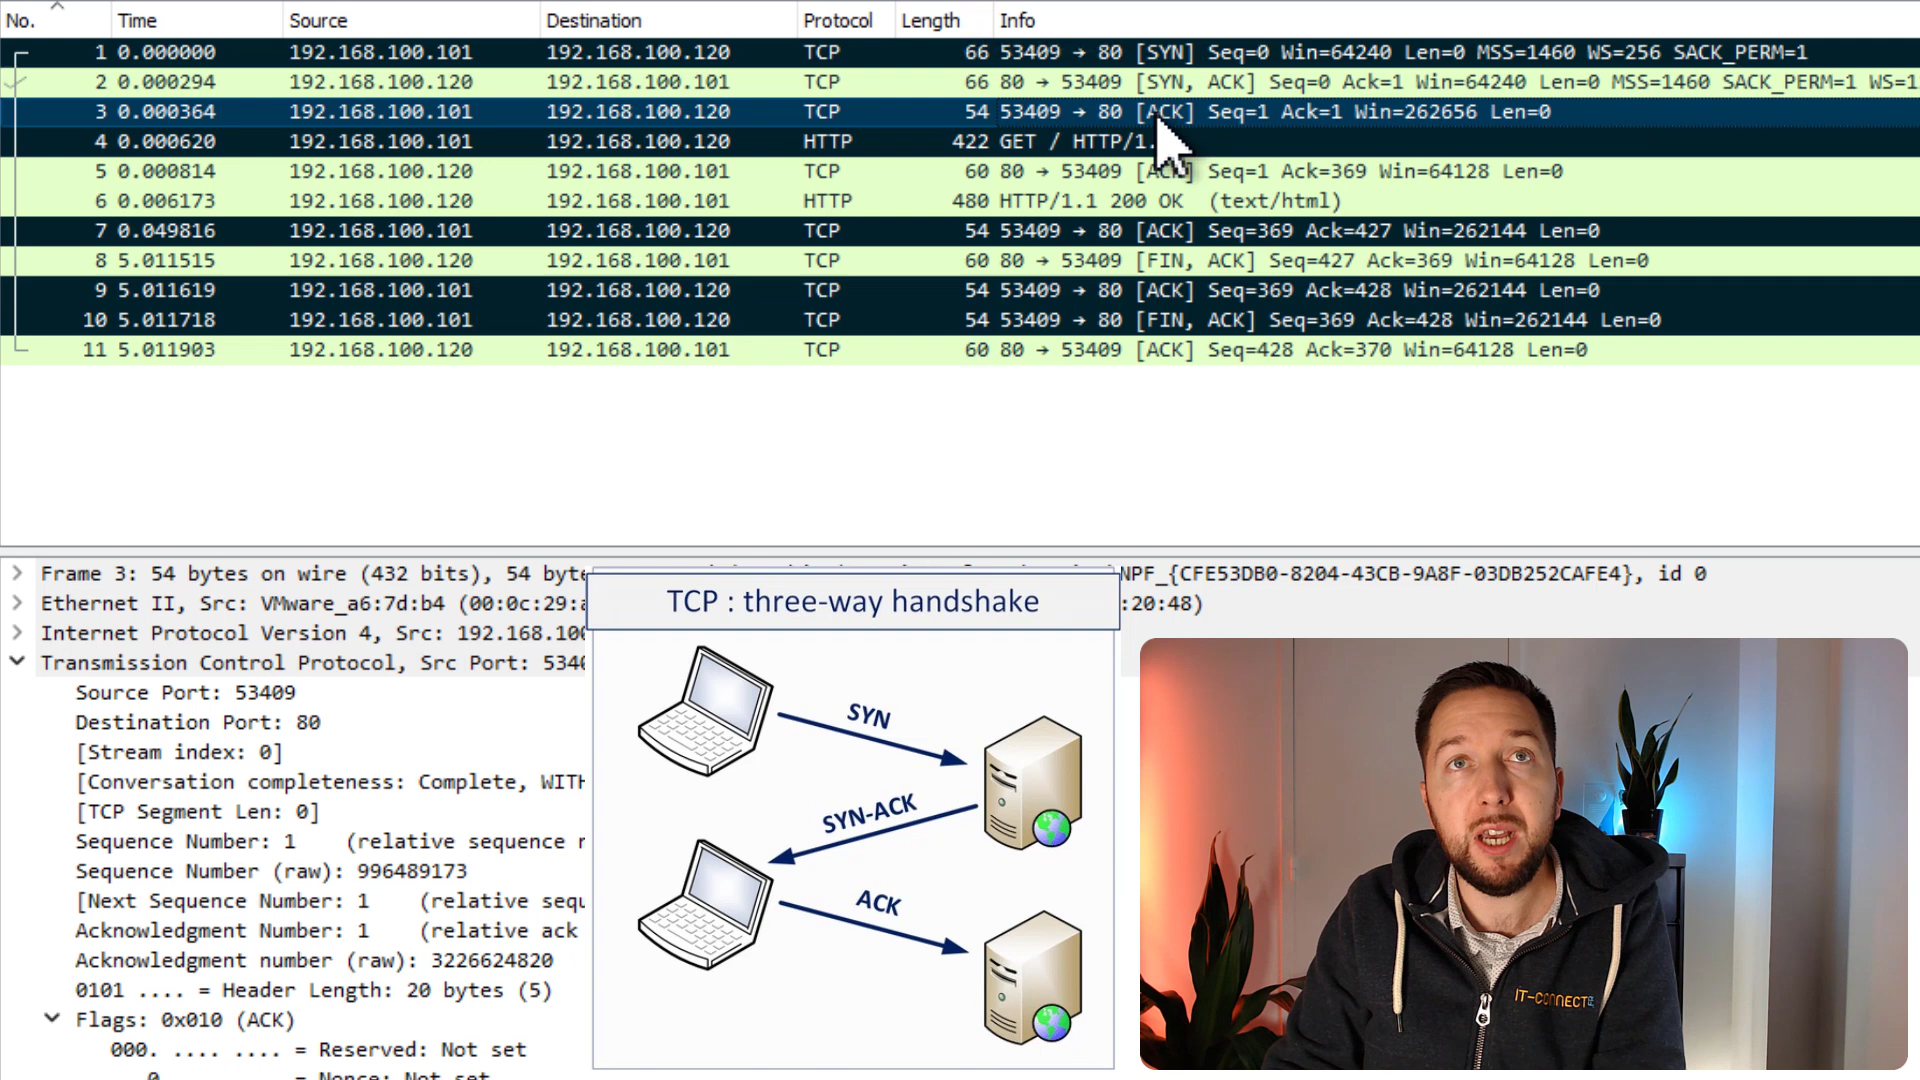 No. Time Source Destination Protocol Length Info
1 0.000000 192.168.100.101 192.168.100.120 TCP 66 53409 → 80 [SYN] Seq=0 Win=64240 Len=0 MSS=1460 WS=256 SACK_PERM=1
2 0.000294 192.168.100.120 192.168.100.101 TCP 66 80 → 53409 [SYN, ACK] Seq=0 Ack=1 Win=64240 Len=0 MSS=1460 SACK_PERM=1 WS=1
3 0.000364 192.168.100.101 192.168.100.120 TCP 54 53409 → 80 [ACK] Seq=1 Ack=1 Win=262656 Len=0
4 0.000620 192.168.100.101 192.168.100.120 HTTP 422 GET / HTTP/1.
5 0.000814 192.168.100.120 192.168.100.101 TCP 60 80 → 53409 [ACK] Seq=1 Ack=369 Win=64128 Len=0
6 0.006173 192.168.100.120 192.168.100.101 HTTP 480 HTTP/1.1 200 OK (text/html)
7 0.049816 192.168.100.101 192.168.100.120 TCP 54 53409 → 80 [ACK] Seq=369 Ack=427 Win=262144 Len=0
8 5.011515 192.168.100.120 192.168.100.101 TCP 60 80 → 53409 [FIN, ACK] Seq=427 Ack=369 Win=64128 Len=0
9 5.011619 192.168.100.101 192.168.100.120 TCP 54 53409 → 80 [ACK] Seq=369 Ack=428 Win=262144 Len=0
10 5.011718 192.168.100.101 192.168.100.120 TCP 54 53409 → 80 [FIN, ACK] Seq=369 Ack=428 Win=262144 Len=0
11 5.011903 192.168.100.120 192.168.100.101 TCP 60 80 → 53409 [ACK] Seq=428 Ack=370 Win=64128 Len=0
Frame 3: 54 bytes on wire (432 bits), 54 byte NPF_{CFE53DB0-8204-43CB-9A8F-03DB252CAFE4}, id 0
Ethernet II, Src: VMware_a6:7d:b4 (00:0c:29:a :20:48)
Internet Protocol Version 4, Src: 192.168.100
Transmission Control Protocol, Src Port: 5340
Source Port: 53409
Destination Port: 80
[Stream index: 0]
[Conversation completeness: Complete, WITH
[TCP Segment Len: 0]
Sequence Number: 1 (relative sequence n
Sequence Number (raw): 996489173
[Next Sequence Number: 1 (relative sequ
Acknowledgment Number: 1 (relative ack
Acknowledgment number (raw): 3226624820
0101 .... = Header Length: 20 bytes (5)
Flags: 0x010 (ACK)
000. .... .... = Reserved: Not set
TCP : three-way handshake
SYN
SYN-ACK
ACK
IT-CONNECT